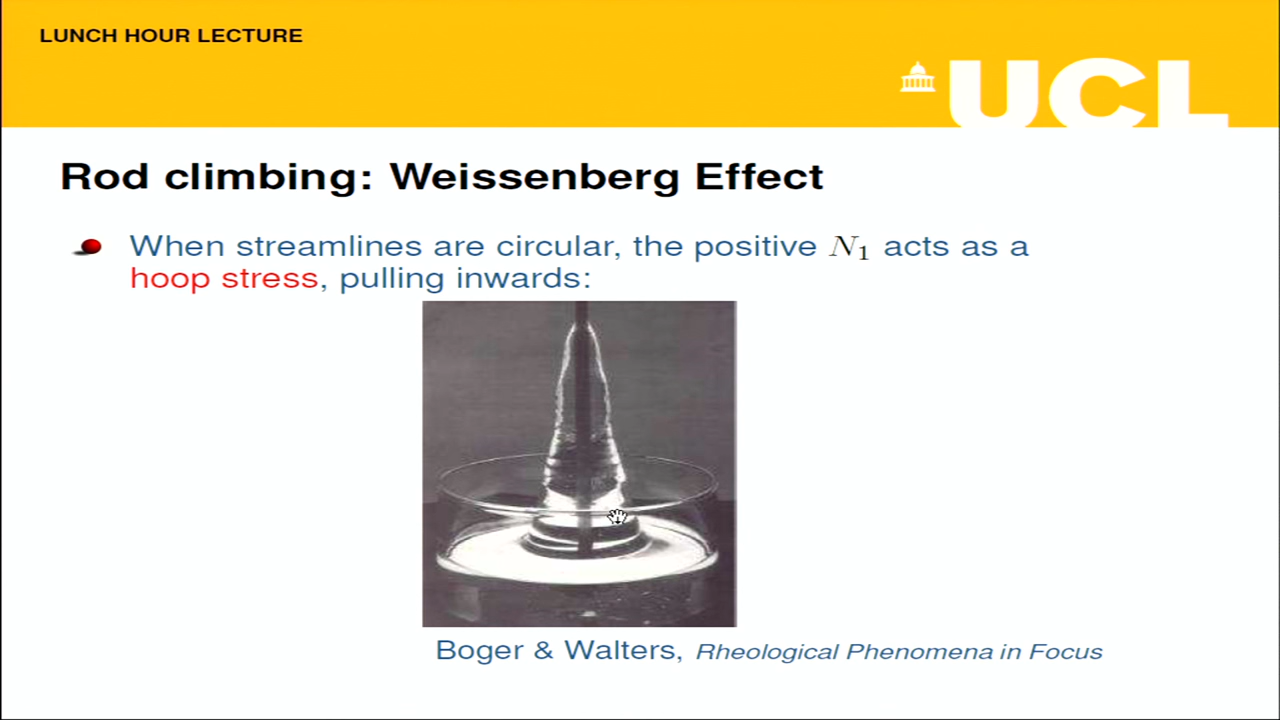 LUNCH HOUR LECTURE
UCL
Rod climbing: Weissenberg Effect
When streamlines are circular, the positive N₁ acts as a
hoop stress, pulling inwards:
Boger & Walters, Rheological Phenomena in Focus